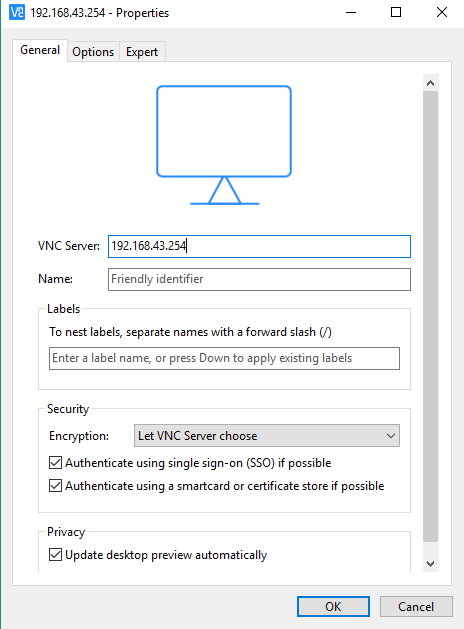 192.168.43.254 - Properties
General Options Expert
VNC Server: 192.168.43.254
Name: Friendly identifier
Labels
To nest labels, separate names with a forward slash (/)
Enter a label name, or press Down to apply existing labels
Security
Encryption: Let VNC Server choose
Authenticate using single sign-on (SSO) if possible
Authenticate using a smartcard or certificate store if possible
Privacy
Update desktop preview automatically
OK Cancel